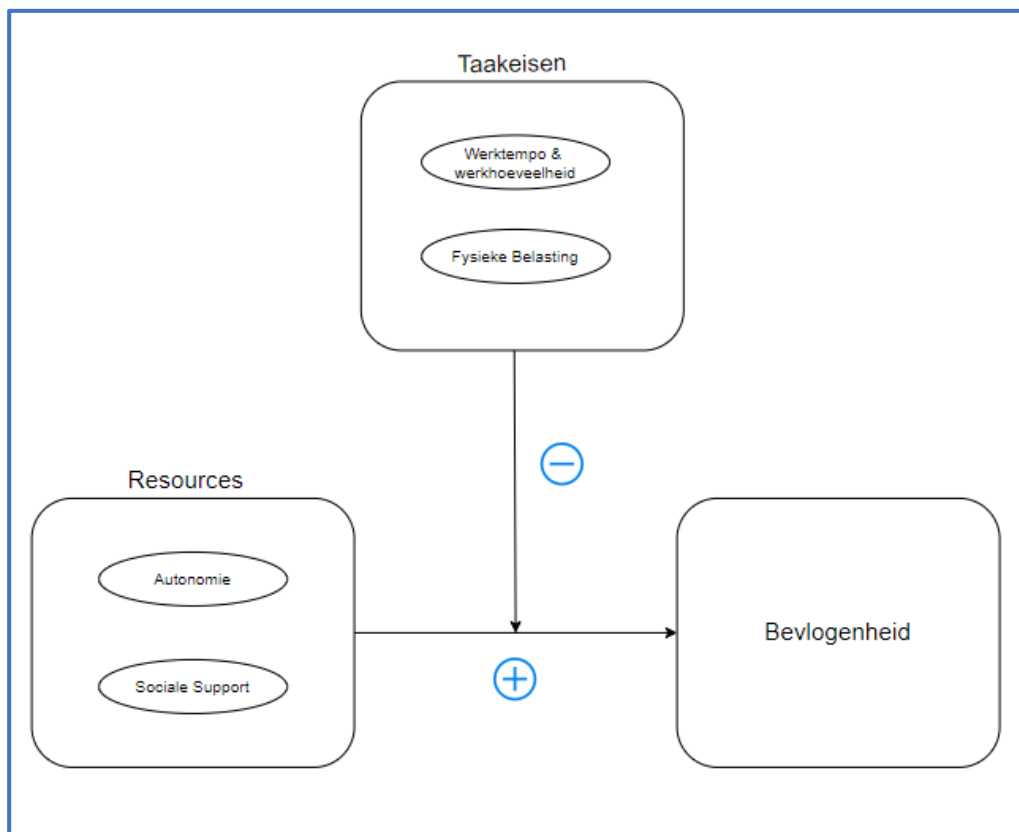 Taakeisen
Werktempo &
werkhoeveelheid
Fysieke Belasting
Resources
Autonomie
Sociale Support
Bevlogenheid